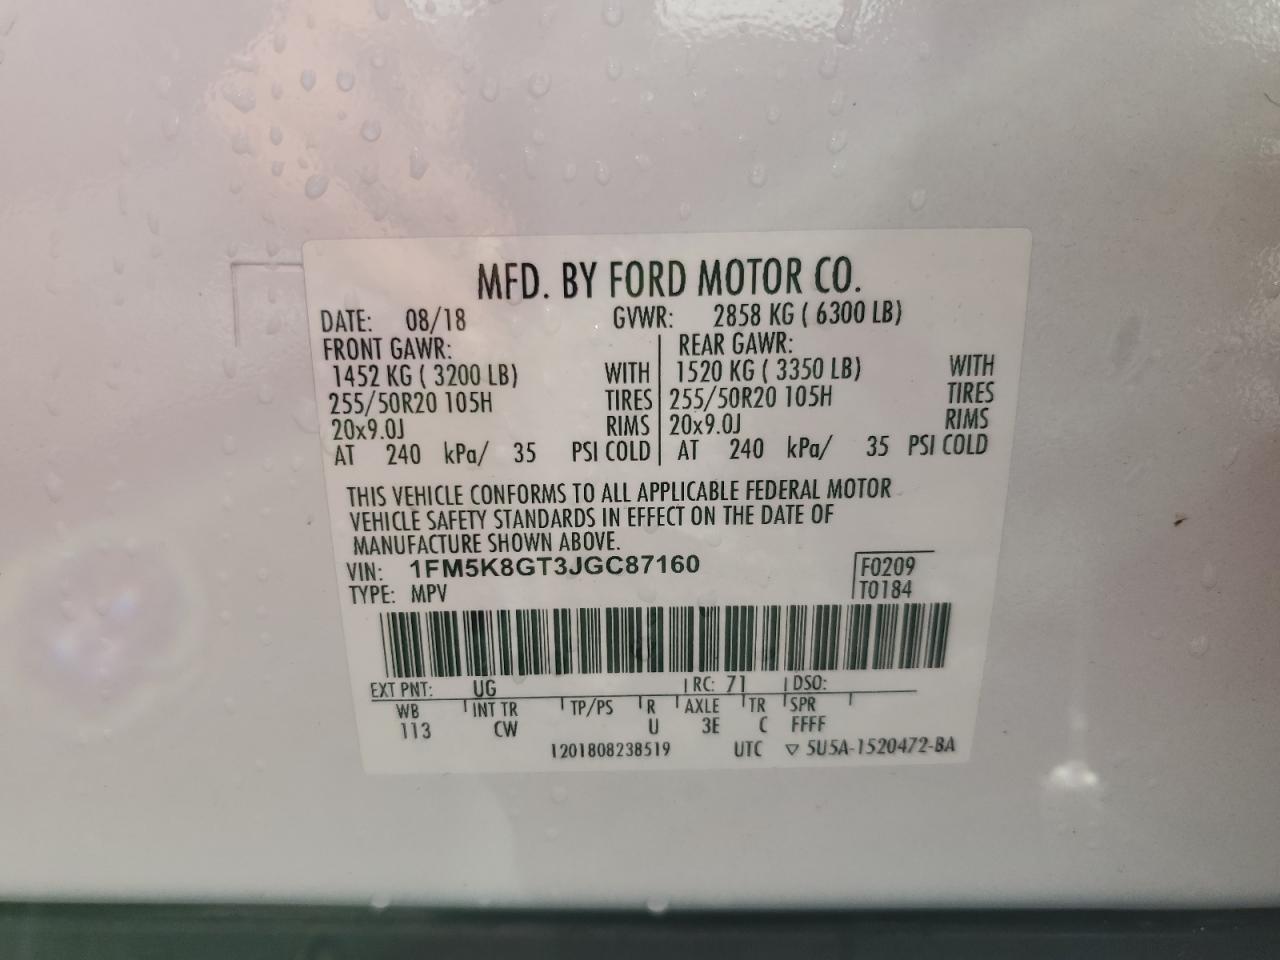 MFD. BY FORD MOTOR CO.
DATE: 08/18 GVWR: 2858 KG ( 6300 LB)
FRONT GAWR: REAR GAWR:
1452 KG ( 3200 LB) WITH 1520 KG ( 3350 LB) WITH
255/50R20 105H TIRES 255/50R20 105H TIRES
20x9.0J RIMS 20x9.0J RIMS
AT 240 kPa/ 35 PSI COLD AT 240 kPa/ 35 PSI COLD
THIS VEHICLE CONFORMS TO ALL APPLICABLE FEDERAL MOTOR
VEHICLE SAFETY STANDARDS IN EFFECT ON THE DATE OF
MANUFACTURE SHOWN ABOVE.
VIN: 1FM5K8GT3JGC87160 F0209
TYPE: MPV T0184
EXT PNT: UG RC: 71 DSO:
WB INT TR TP/PS R AXLE TR SPR
113 CW U 3E C FFFF
1201808238519 UTC ▽ 5U5A-1520472-BA